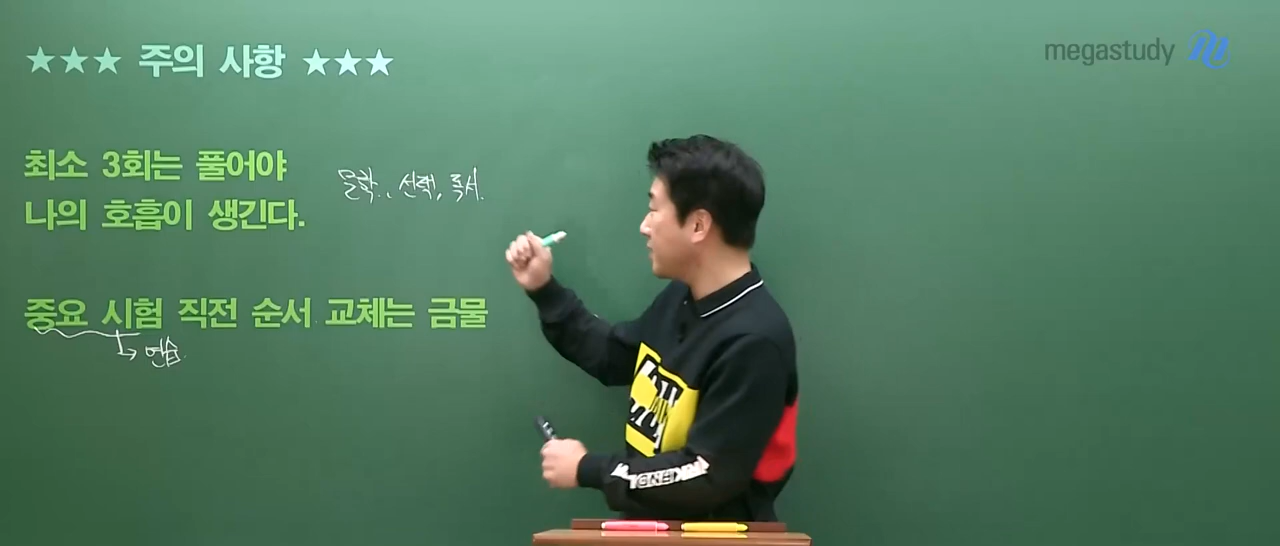 ★★★ 주의 사항 ★★★
megastudy
최소 3회는 풀어야
나의 호흡이 생긴다.
문학, 선택, 독서.
중요 시험 직전 순서 교체는 금물
→ 연습.